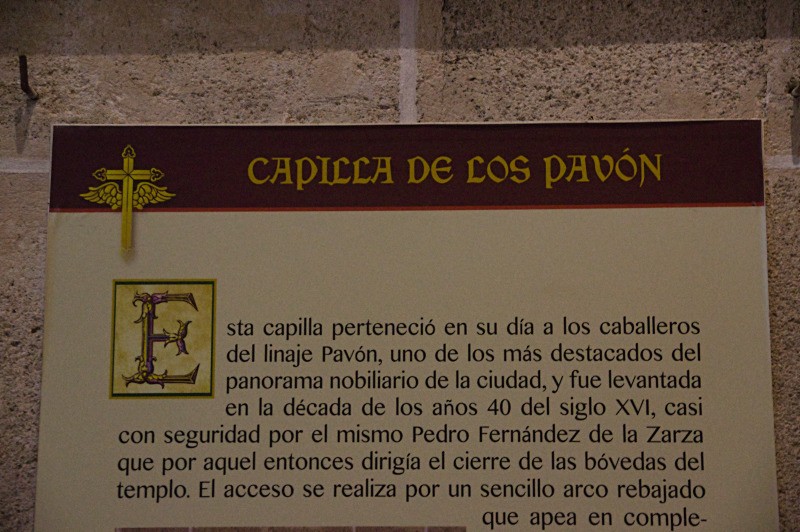 CAPILLA DE LOS PAVÓN
Esta capilla perteneció en su día a los caballeros
del linaje Pavón, uno de los más destacados del
panorama nobiliario de la ciudad, y fue levantada
en la década de los años 40 del siglo XVI, casi
con seguridad por el mismo Pedro Fernández de la Zarza
que por aquel entonces dirigía el cierre de las bóvedas del
templo. El acceso se realiza por un sencillo arco rebajado
que apea en comple-